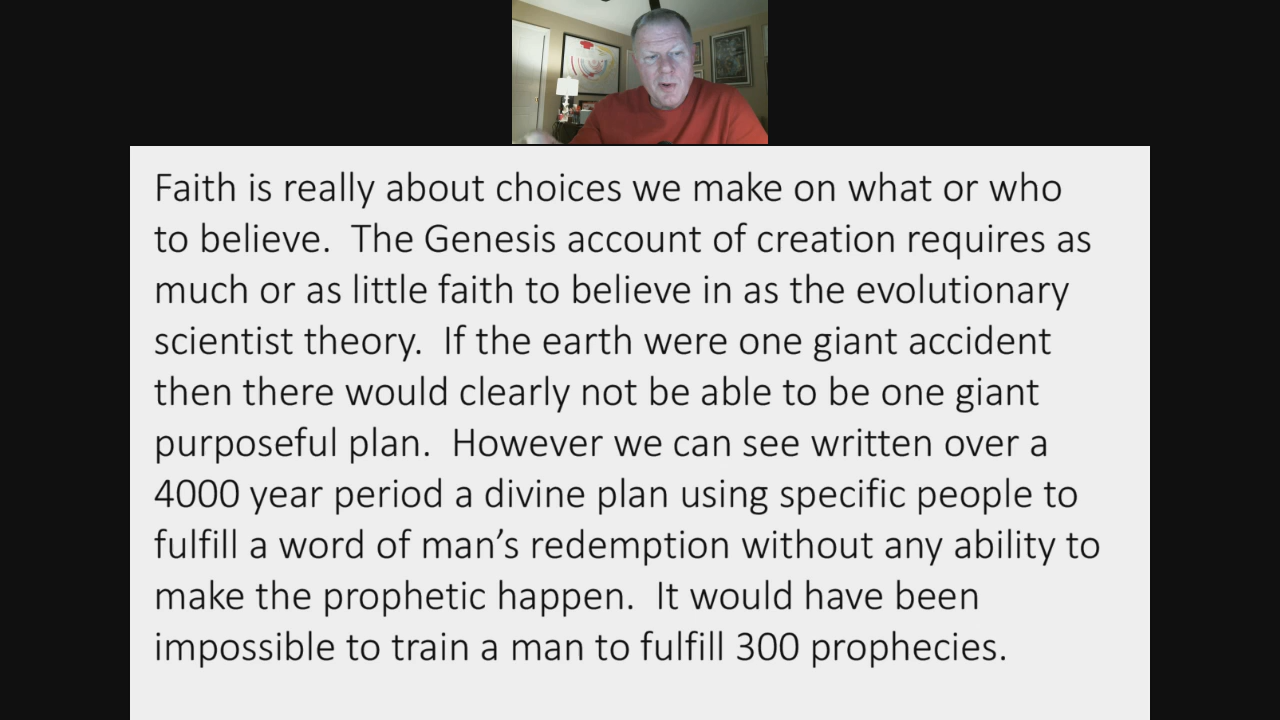 Faith is really about choices we make on what or who
to believe.  The Genesis account of creation requires as
much or as little faith to believe in as the evolutionary
scientist theory.  If the earth were one giant accident
then there would clearly not be able to be one giant
purposeful plan.  However we can see written over a
4000 year period a divine plan using specific people to
fulfill a word of man’s redemption without any ability to
make the prophetic happen.  It would have been
impossible to train a man to fulfill 300 prophecies.